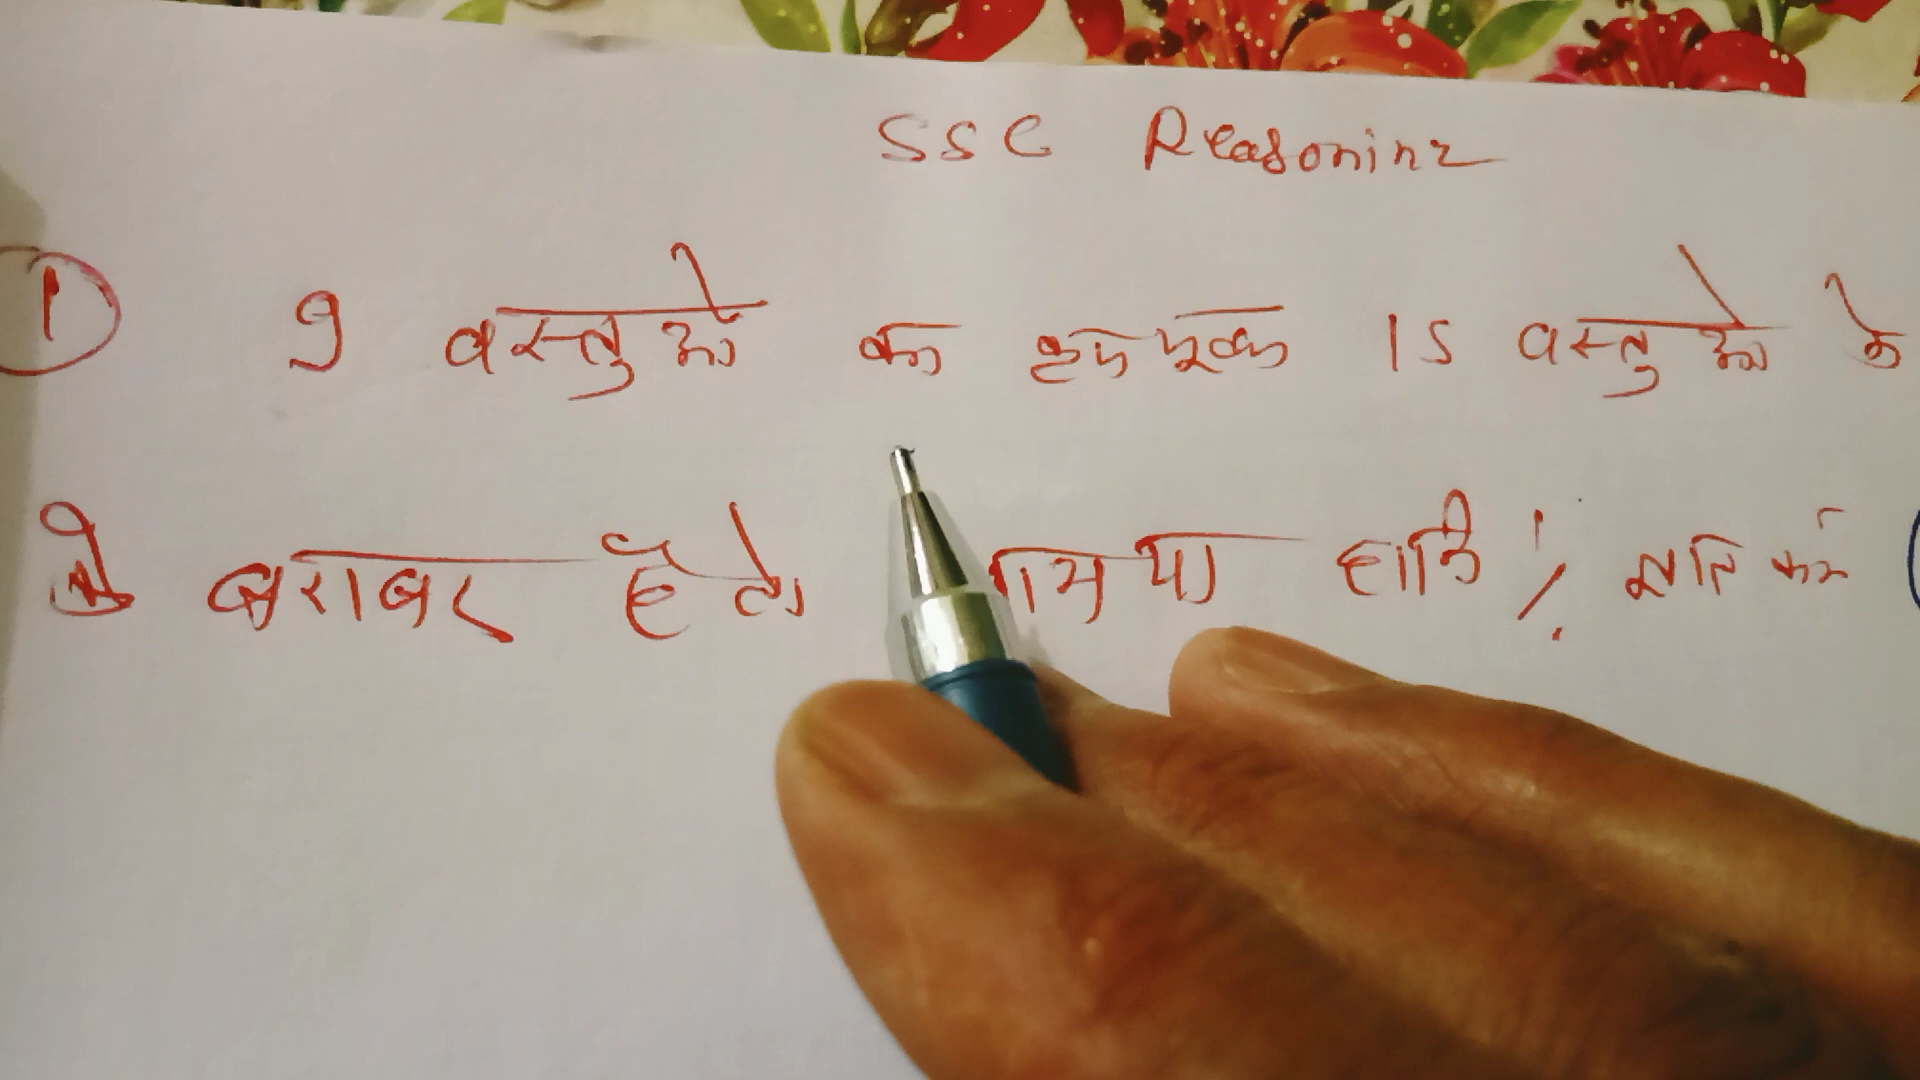 SSC Reasoning
① 9 वस्तुओ का क्रय मूल्य 15 वस्तुओ के
बराबर है तो हानि % ज्ञात करे